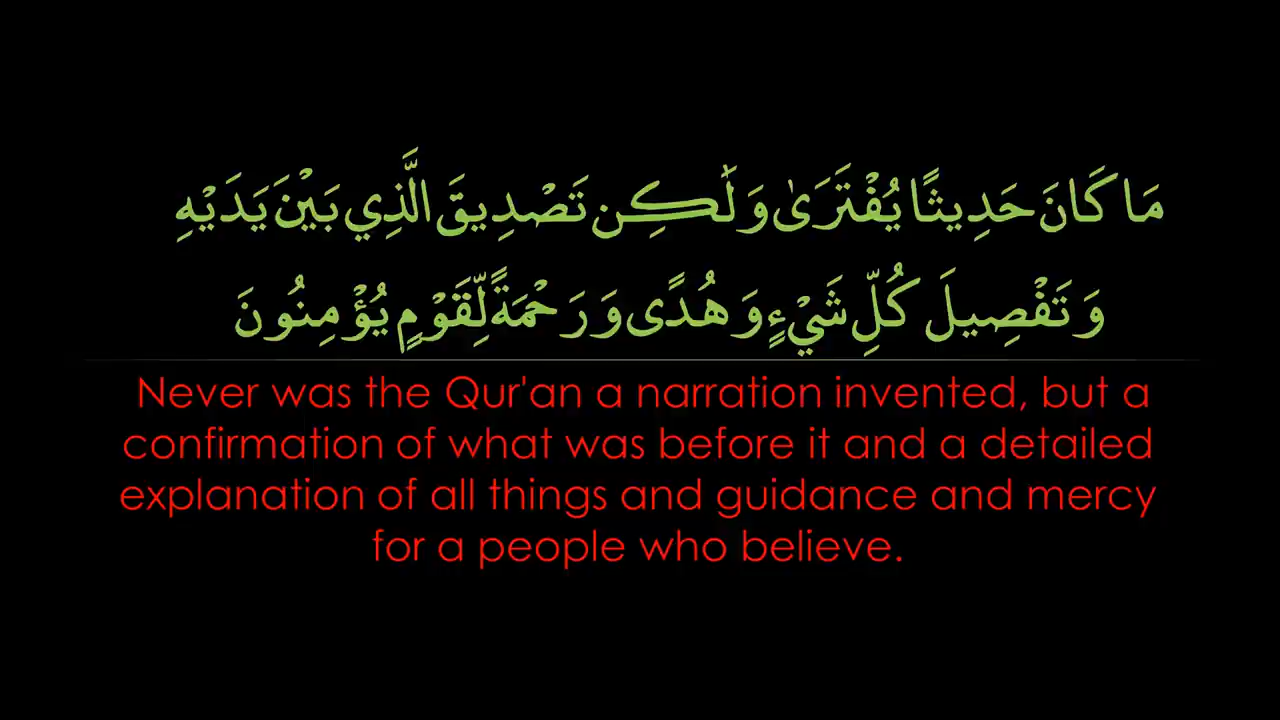 مَا كَانَ حَدِيثًا يُفْتَرَىٰ وَلَٰكِن تَصْدِيقَ الَّذِي بَيْنَ يَدَيْهِ
وَتَفْصِيلَ كُلِّ شَيْءٍ وَهُدًى وَرَحْمَةً لِّقَوْمٍ يُؤْمِنُونَ
Never was the Qur'an a narration invented, but a
confirmation of what was before it and a detailed
explanation of all things and guidance and mercy
for a people who believe.